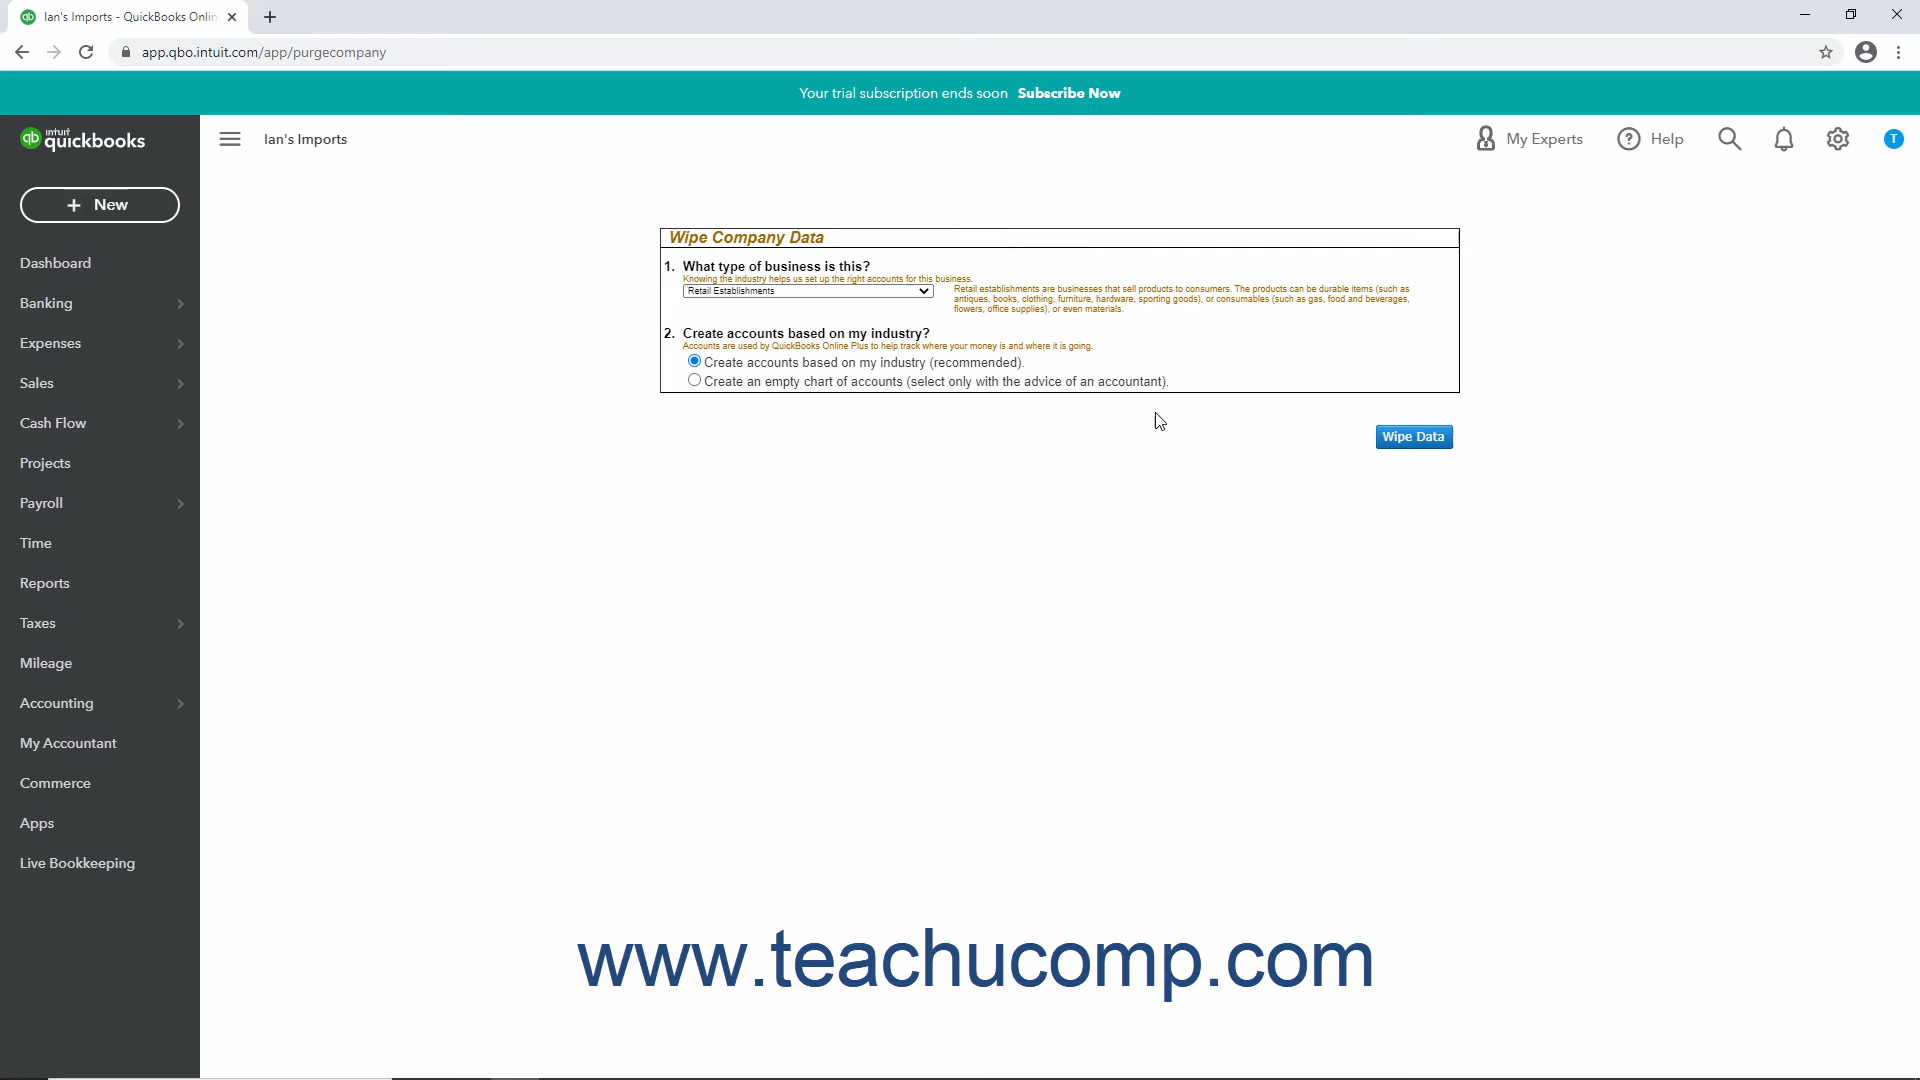 Ian's Imports - QuickBooks Onlin
app.qbo.intuit.com/app/purgecompany
Your trial subscription ends soon Subscribe Now
qb intuit quickbooks
Ian's Imports
My Experts
Help
T
+ New
Dashboard
Banking
Expenses
Sales
Cash Flow
Projects
Payroll
Time
Reports
Taxes
Mileage
Accounting
My Accountant
Commerce
Apps
Live Bookkeeping
Wipe Company Data
1. What type of business is this?
Knowing the industry helps us set up the right accounts for this business.
Retail Establishments
Retail establishments are businesses that sell products to consumers. The products can be durable items (such as
antiques, books, clothing, furniture, hardware, sporting goods), or consumables (such as gas, food and beverages,
flowers, office supplies), or even materials.
2. Create accounts based on my industry?
Accounts are used by QuickBooks Online Plus to help track where your money is and where it is going.
Create accounts based on my industry (recommended).
Create an empty chart of accounts (select only with the advice of an accountant).
Wipe Data
www.teachucomp.com